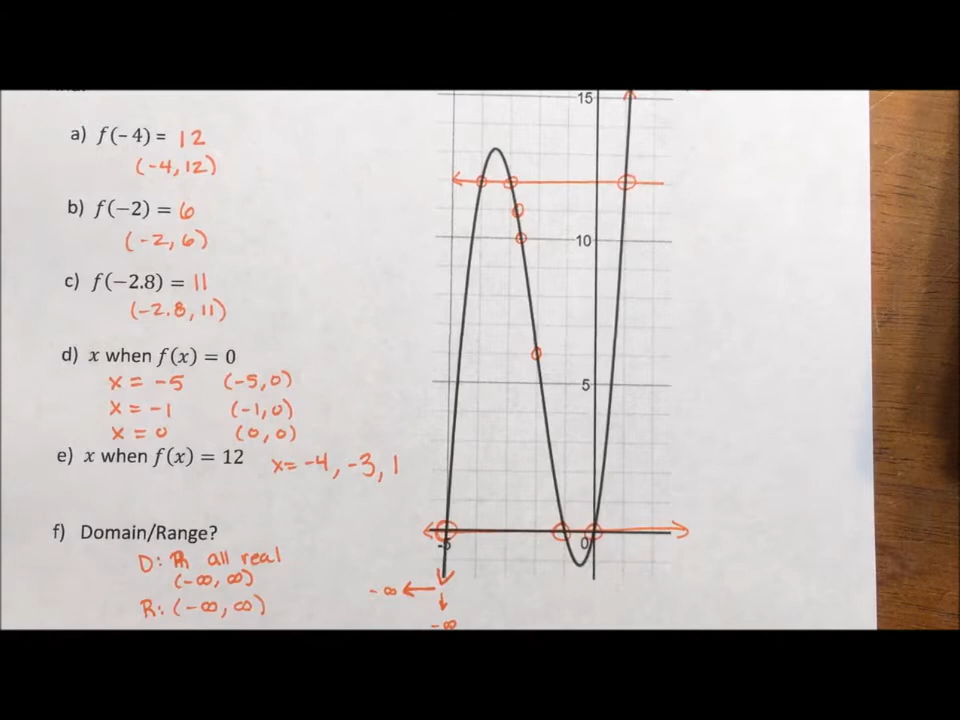 a) f(−4) = 12
(-4, 12)
b) f(−2) = 6
(-2, 6)
c) f(−2.8) = 11
(-2.8, 11)
d) x when f(x) = 0
x = -5 (-5, 0)
x = -1 (-1, 0)
x = 0 (0, 0)
e) x when f(x) = 12 x= -4, -3, 1
f) Domain/Range?
D: ℝ all real
(-∞, ∞)
R: (-∞, ∞)
15
10
5
-5
0
-∞
-∞